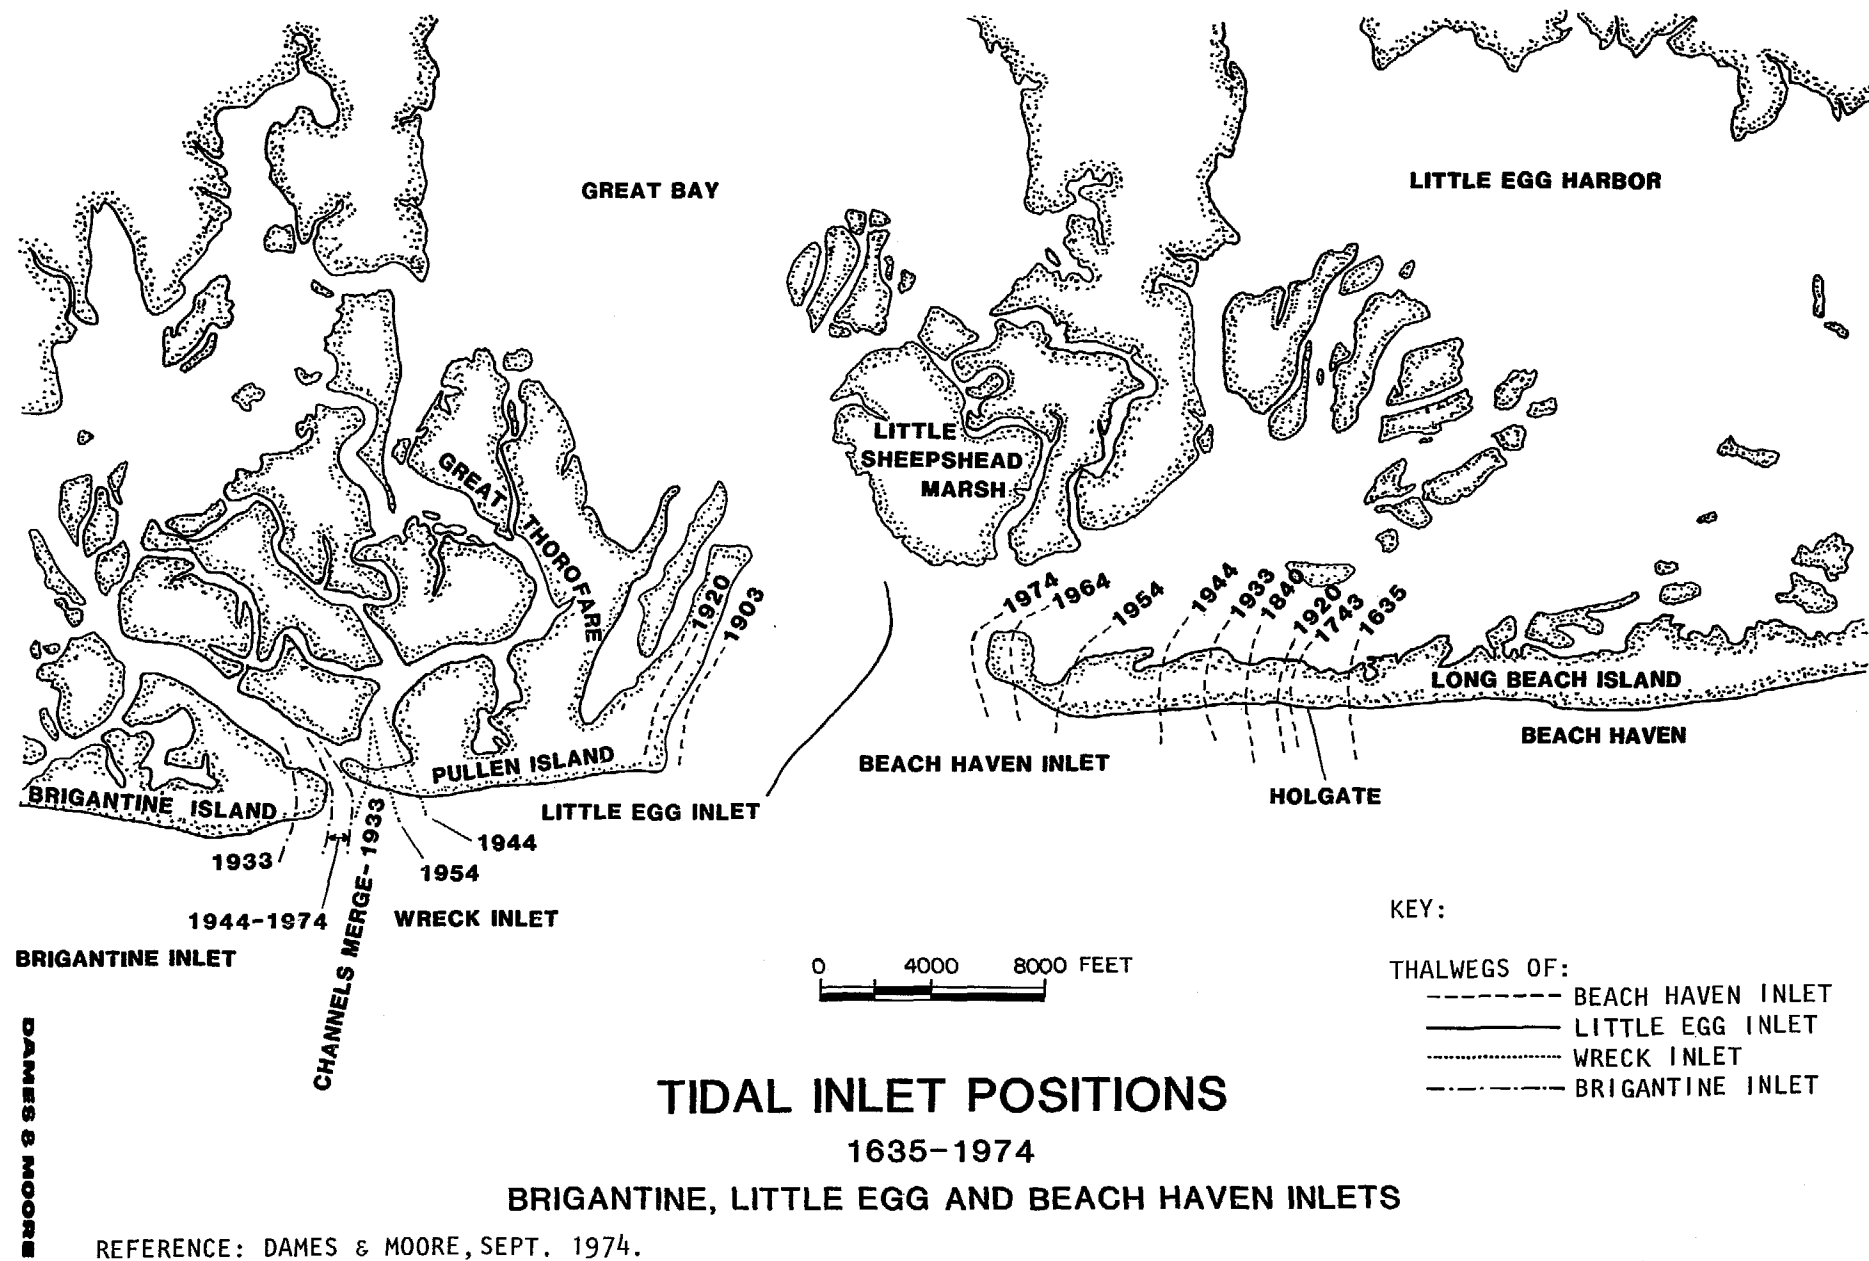 GREAT BAY
LITTLE EGG HARBOR
LITTLE
SHEEPSHEAD
MARSH
GREAT THOROFARE
1920
1903
1974
1964
1954
1944
1933
1840
1920
1743
1635
LONG BEACH ISLAND
BEACH HAVEN
BEACH HAVEN INLET
HOLGATE
PULLEN ISLAND
LITTLE EGG INLET
BRIGANTINE ISLAND
1933
1944
1954
1944-1974
WRECK INLET
CHANNELS MERGE-1933
BRIGANTINE INLET
0 4000 8000 FEET
KEY:
THALWEGS OF:
BEACH HAVEN INLET
LITTLE EGG INLET
WRECK INLET
BRIGANTINE INLET
TIDAL INLET POSITIONS
1635-1974
BRIGANTINE, LITTLE EGG AND BEACH HAVEN INLETS
DAMES & MOORE
REFERENCE: DAMES & MOORE, SEPT. 1974.